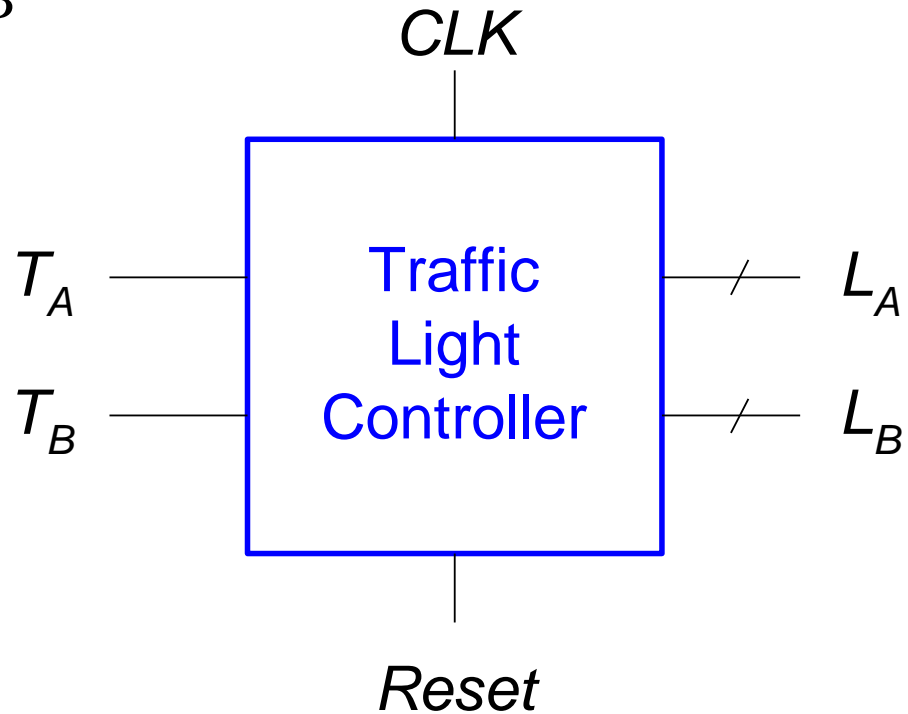 CLK
T_A
Traffic
Light
Controller
L_A
T_B
L_B
Reset